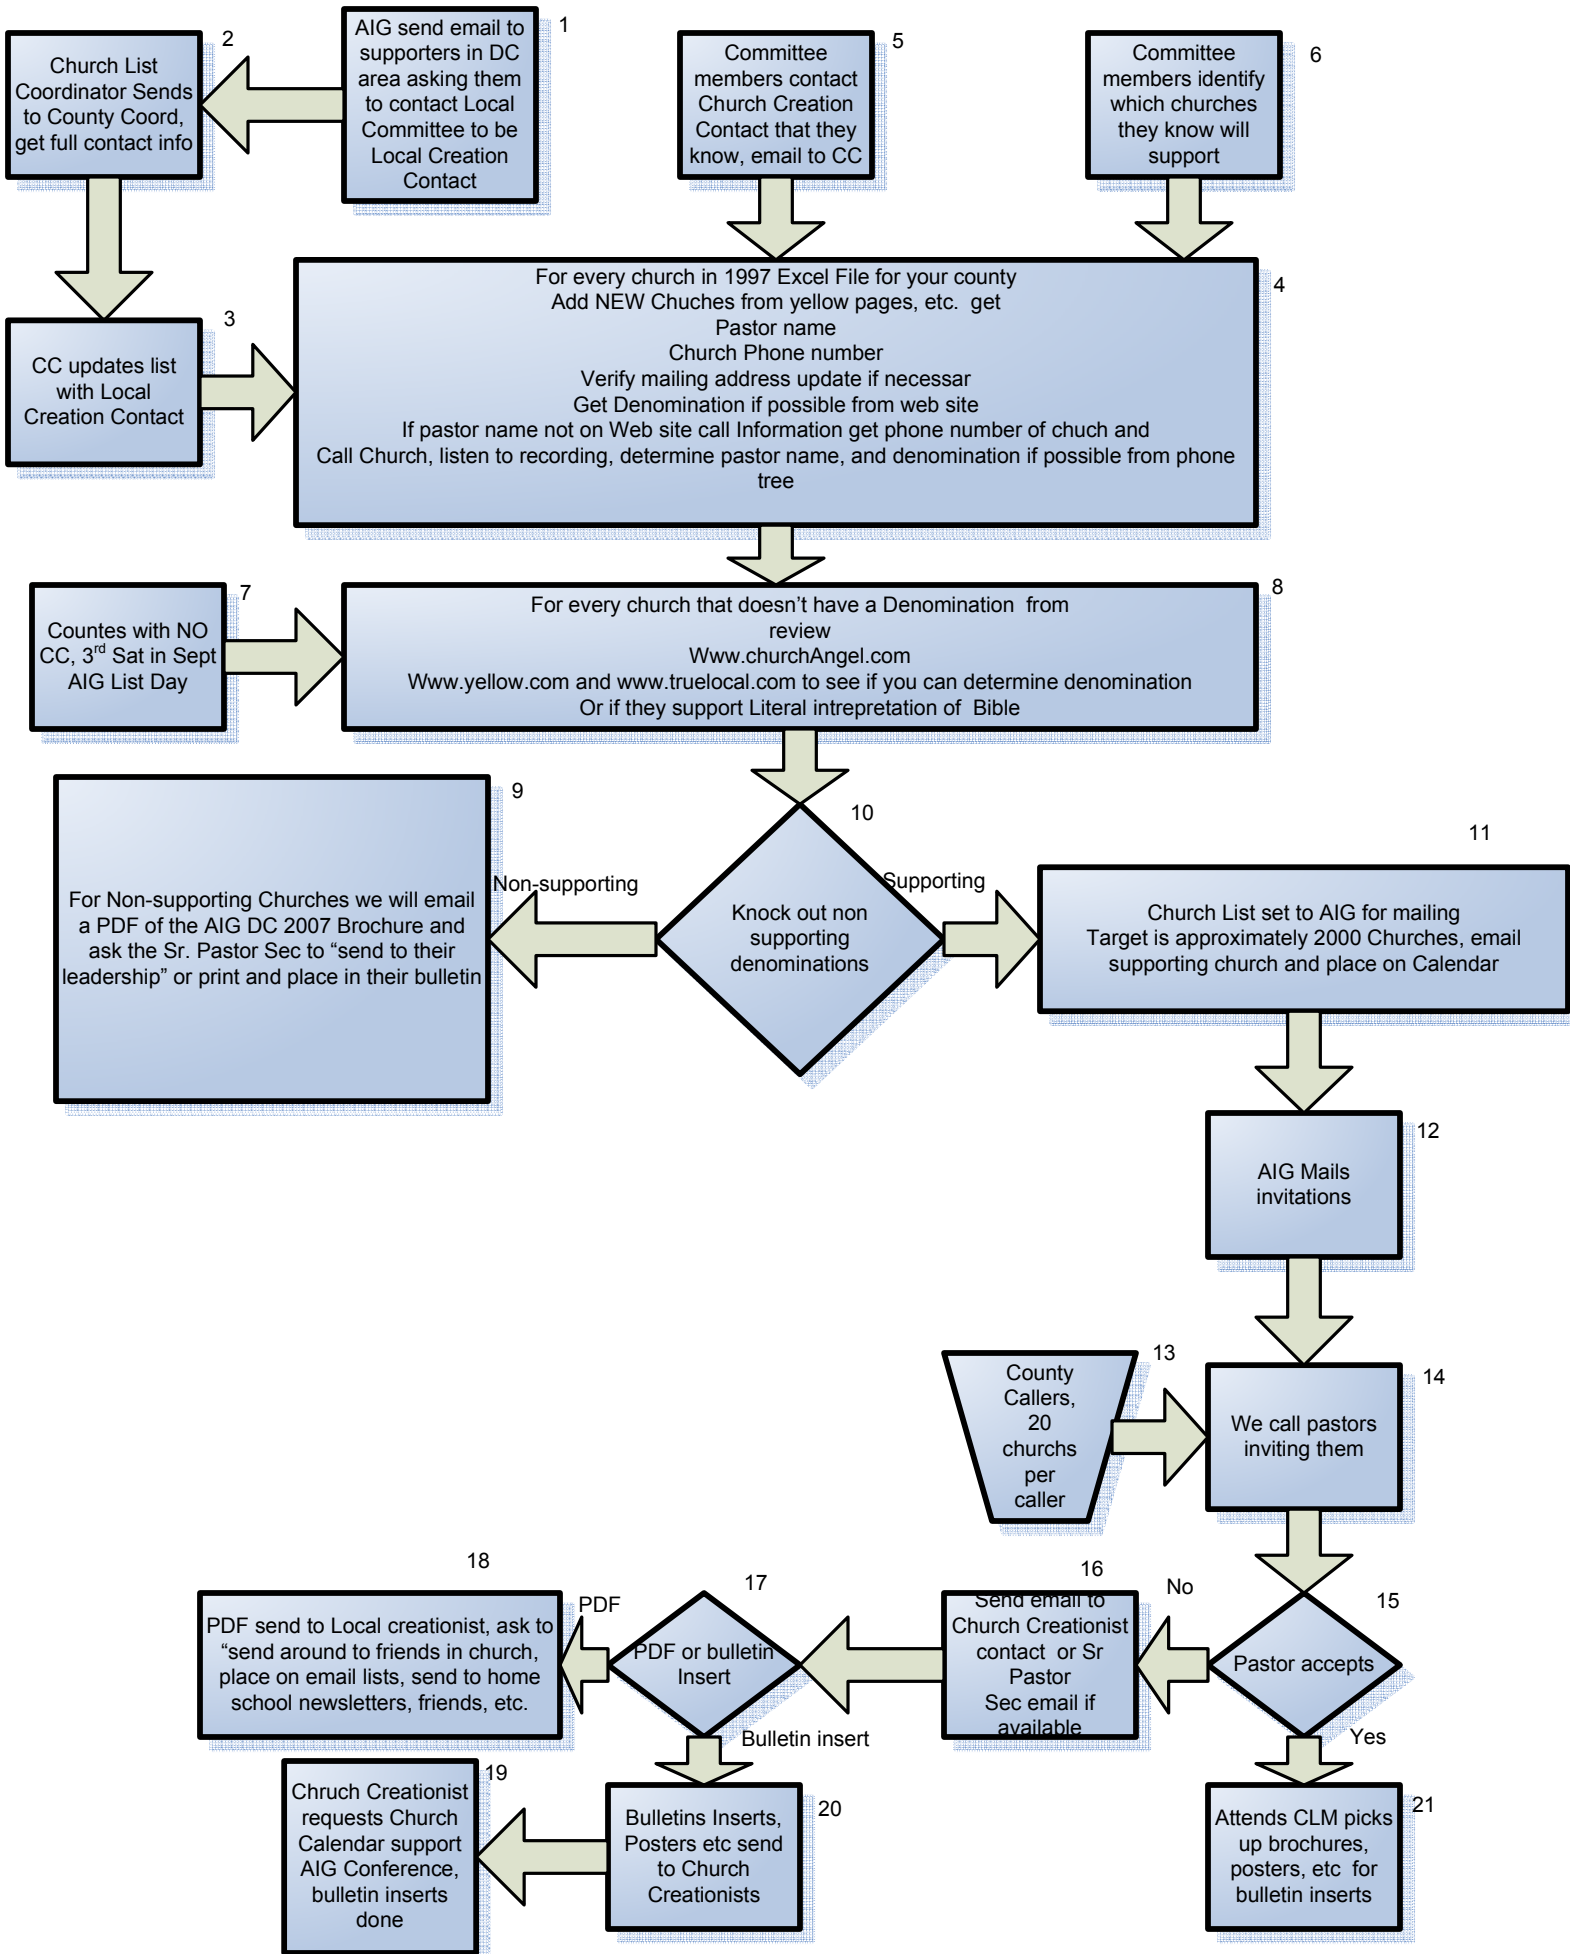 1
AIG send email to
supporters in DC
area asking them
to contact Local
Committee to be
Local Creation
Contact
2
Church List
Coordinator Sends
to County Coord,
get full contact info
5
Committee
members contact
Church Creation
Contact that they
know, email to CC
6
Committee
members identify
which churches
they know will
support
3
CC updates list
with Local
Creation Contact
4
For every church in 1997 Excel File for your county
Add NEW Chuches from yellow pages, etc. get
Pastor name
Church Phone number
Verify mailing address update if necessar
Get Denomination if possible from web site
If pastor name not on Web site call Information get phone number of chuch and
Call Church, listen to recording, determine pastor name, and denomination if possible from phone
tree
7
Countes with NO
CC, 3rd Sat in Sept
AIG List Day
8
For every church that doesn't have a Denomination from
review
Www.churchAngel.com
Www.yellow.com and www.truelocal.com to see if you can determine denomination
Or if they support Literal intrepretation of Bible
9
For Non-supporting Churches we will email
a PDF of the AIG DC 2007 Brochure and
ask the Sr. Pastor Sec to “send to their
leadership” or print and place in their bulletin
Non-supporting
10
Knock out non
supporting
denominations
Supporting
11
Church List set to AIG for mailing
Target is approximately 2000 Churches, email
supporting church and place on Calendar
12
AIG Mails
invitations
13
County
Callers,
20
churchs
per
caller
14
We call pastors
inviting them
15
Pastor accepts
No
Yes
16
Send email to
Church Creationist
contact or Sr
Pastor
Sec email if
available
17
PDF or bulletin
Insert
PDF
Bulletin insert
18
PDF send to Local creationist, ask to
“send around to friends in church,
place on email lists, send to home
school newsletters, friends, etc.
19
Chruch Creationist
requests Church
Calendar support
AIG Conference,
bulletin inserts
done
20
Bulletins Inserts,
Posters etc send
to Church
Creationists
21
Attends CLM picks
up brochures,
posters, etc for
bulletin inserts